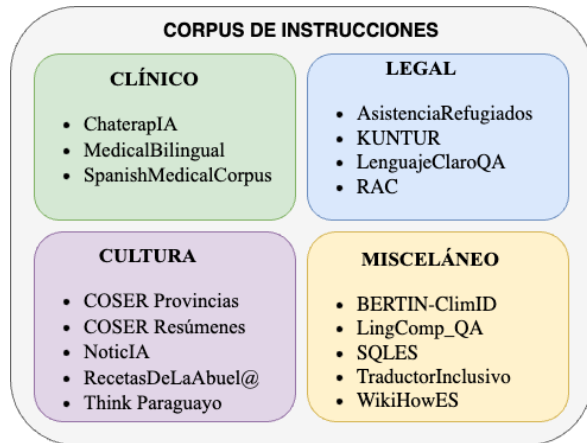 CORPUS DE INSTRUCCIONES
CLÍNICO
• ChaterapIA
• MedicalBilingual
• SpanishMedicalCorpus
LEGAL
• AsistenciaRefugiados
• KUNTUR
• LenguajeClaroQA
• RAC
CULTURA
• COSER Provincias
• COSER Resúmenes
• NoticIA
• RecetasDeLaAbuel@
• Think Paraguayo
MISCELÁNEO
• BERTIN-ClimID
• LingComp_QA
• SQLES
• TraductorInclusivo
• WikiHowES